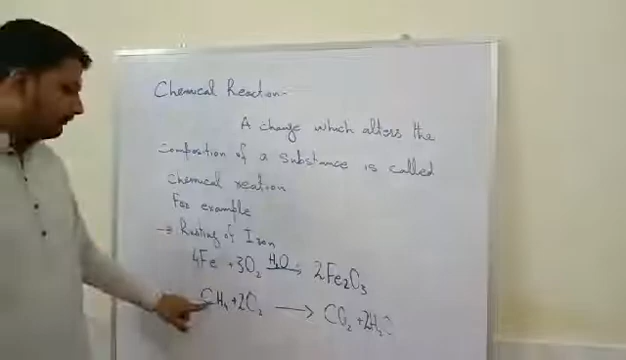 Chemical Reaction:-
A change which alters the
composition of a substance is called
chemical reation
For example
→ Rusting of Iron
4Fe + 3O₂ H₂O→ 2Fe₂O₃
CH₄ + 2O₂ → CO₂ + 2H₂O